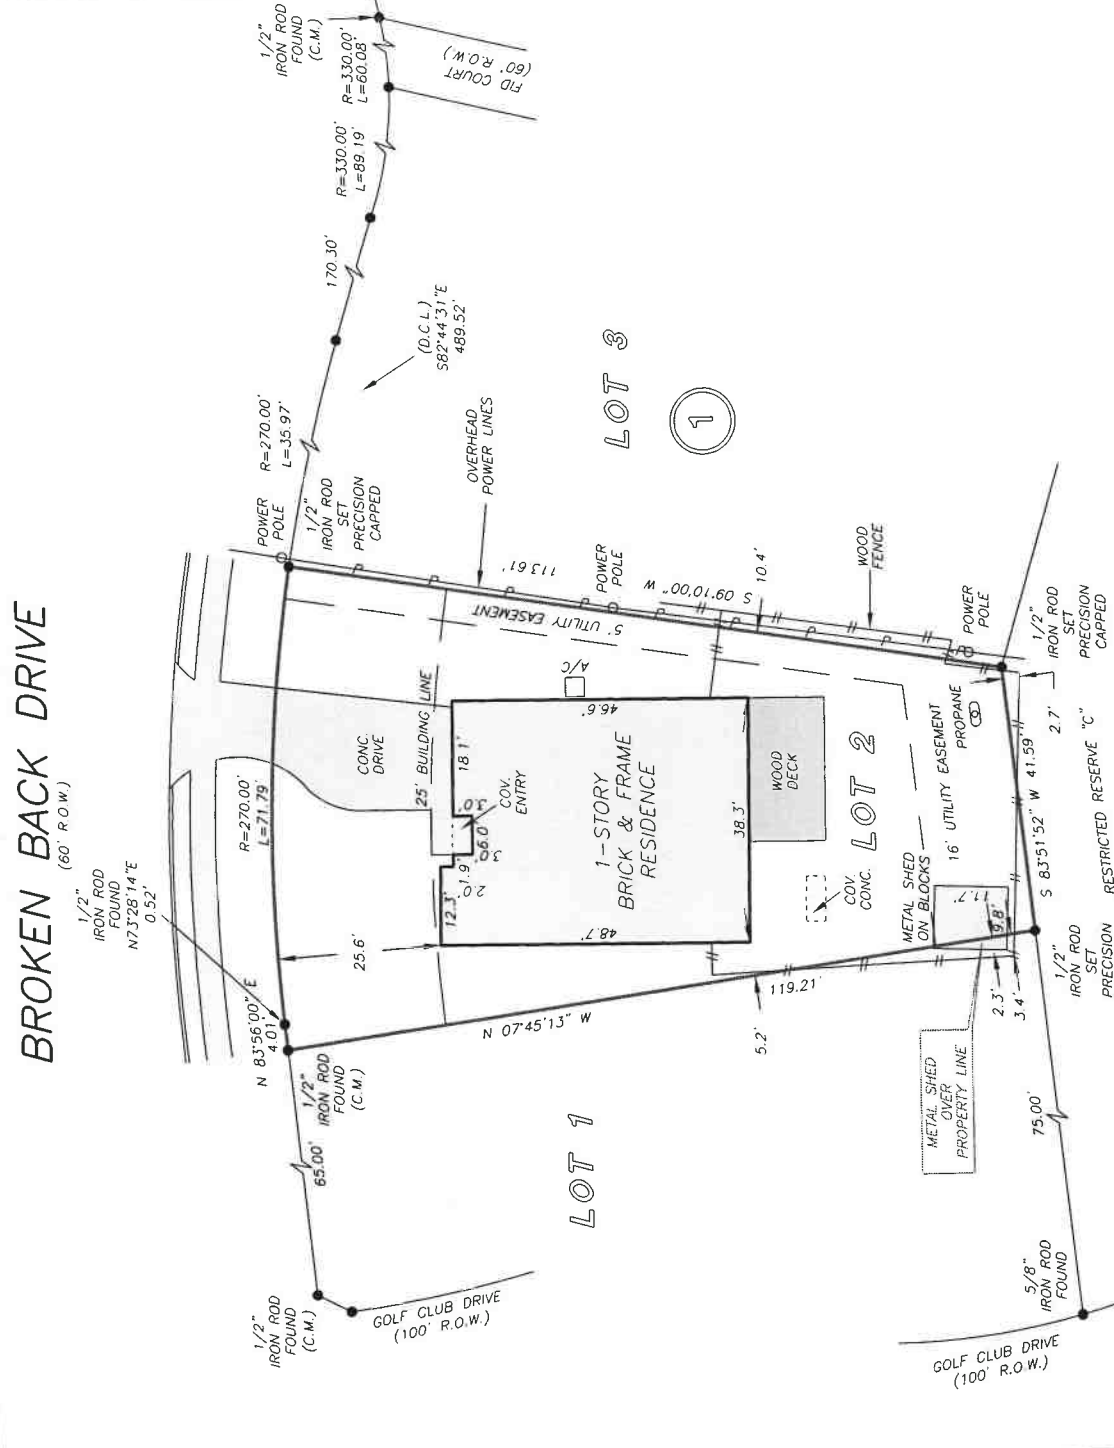 BROKEN BACK DRIVE
(60' R.O.W.)
1/2"
IRON ROD
FOUND
N73°28'14"E
0.52'
1/2"
IRON ROD
FOUND
(C.M.)
R=330.00'
L=60.08'
FID COURT
(60' R.O.W.)
R=330.00'
L=89.19'
170.30'
(D.C.L.)
S82°44'31"E
489.52'
R=270.00'
L=35.97'
POWER
POLE
1/2"
IRON ROD
SET
PRECISION
CAPPED
OVERHEAD
POWER LINES
LOT 3
1
113.61'
POWER
POLE
S 09°10'00" W
10.4'
WOOD
FENCE
POWER
POLE
1/2"
IRON ROD
SET
PRECISION
CAPPED
5' UTILITY EASEMENT
A/C
R=270.00'
L=71.79'
CONC.
DRIVE
25' BUILDING LINE
18.1'
3.0'
COV.
ENTRY
6.0'
3.0'
1.9'
2.0'
12.3'
46.6'
1-STORY
BRICK & FRAME
RESIDENCE
38.3'
48.7'
WOOD
DECK
LOT 2
COV.
CONC.
16' UTILITY EASEMENT
PROPANE
METAL SHED
ON BLOCKS
11.7'
9.8'
2.7'
S 83°51'52" W 41.59'
RESTRICTED RESERVE "C"
25.6'
N 83°56'00" E
4.01'
1/2"
IRON ROD
FOUND
(C.M.)
N 07°45'13" W
119.21'
5.2'
2.3'
3.4'
1/2"
IRON ROD
SET
PRECISION
METAL SHED
OVER
PROPERTY LINE
65.00'
LOT 1
75.00'
1/2"
IRON ROD
FOUND
(C.M.)
GOLF CLUB DRIVE
(100' R.O.W.)
5/8"
IRON ROD
FOUND
GOLF CLUB DRIVE
(100' R.O.W.)